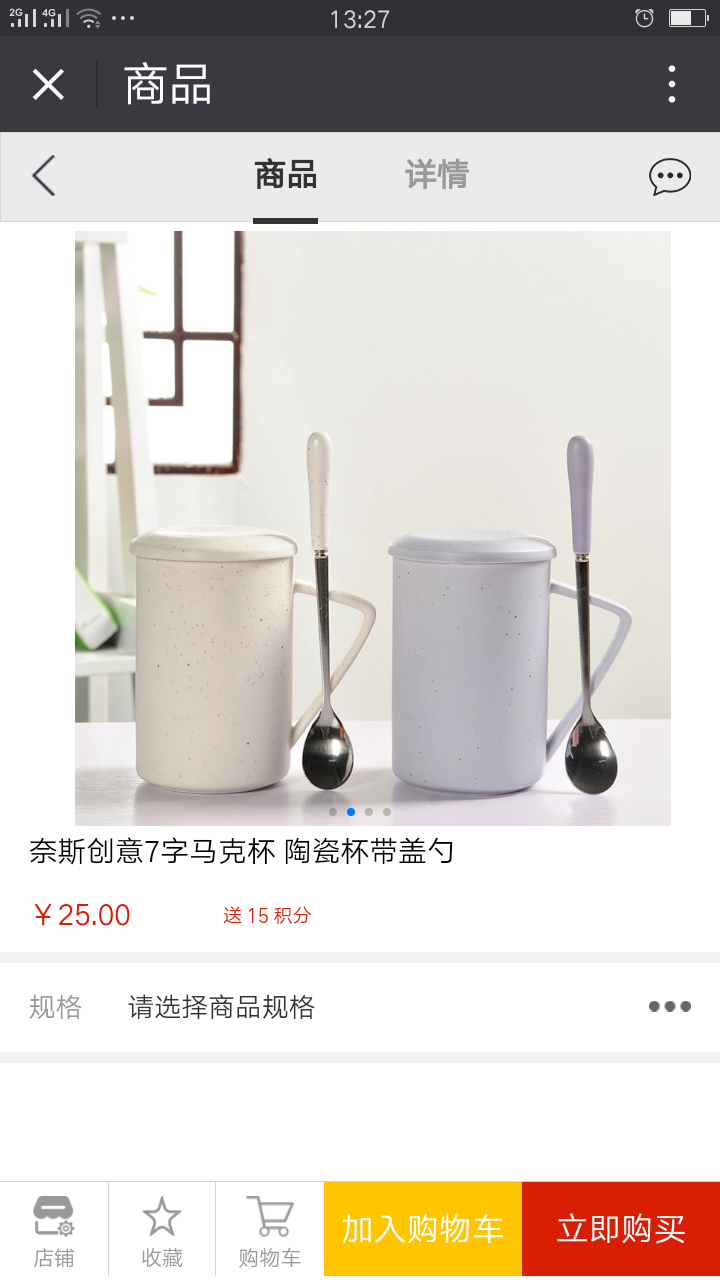 2G 4G 13:27
商品
商品 详情
奈斯创意7字马克杯 陶瓷杯带盖勺
￥25.00 送 15 积分
规格 请选择商品规格
店铺 收藏 购物车 加入购物车 立即购买